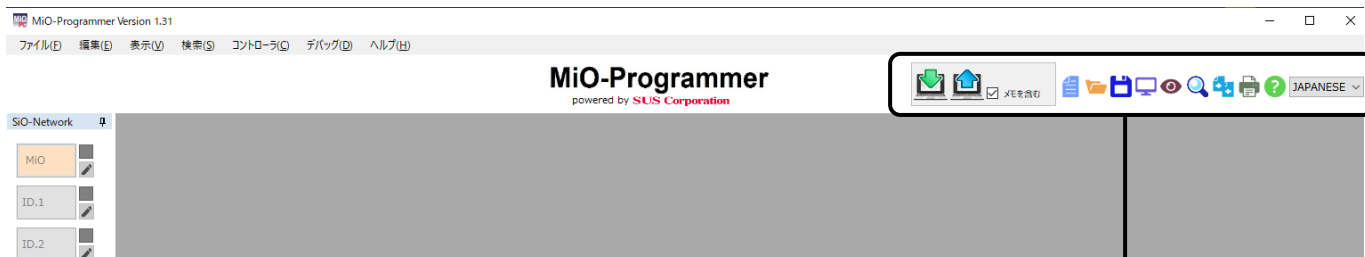 MiO-Programmer Version 1.31
ファイル(F) 編集(E) 表示(V) 検索(S) コントローラ(C) デバッグ(D) ヘルプ(H)
MiO-Programmer
powered by SUS Corporation
メモを含む
JAPANESE
SiO-Network
MiO
ID.1
ID.2